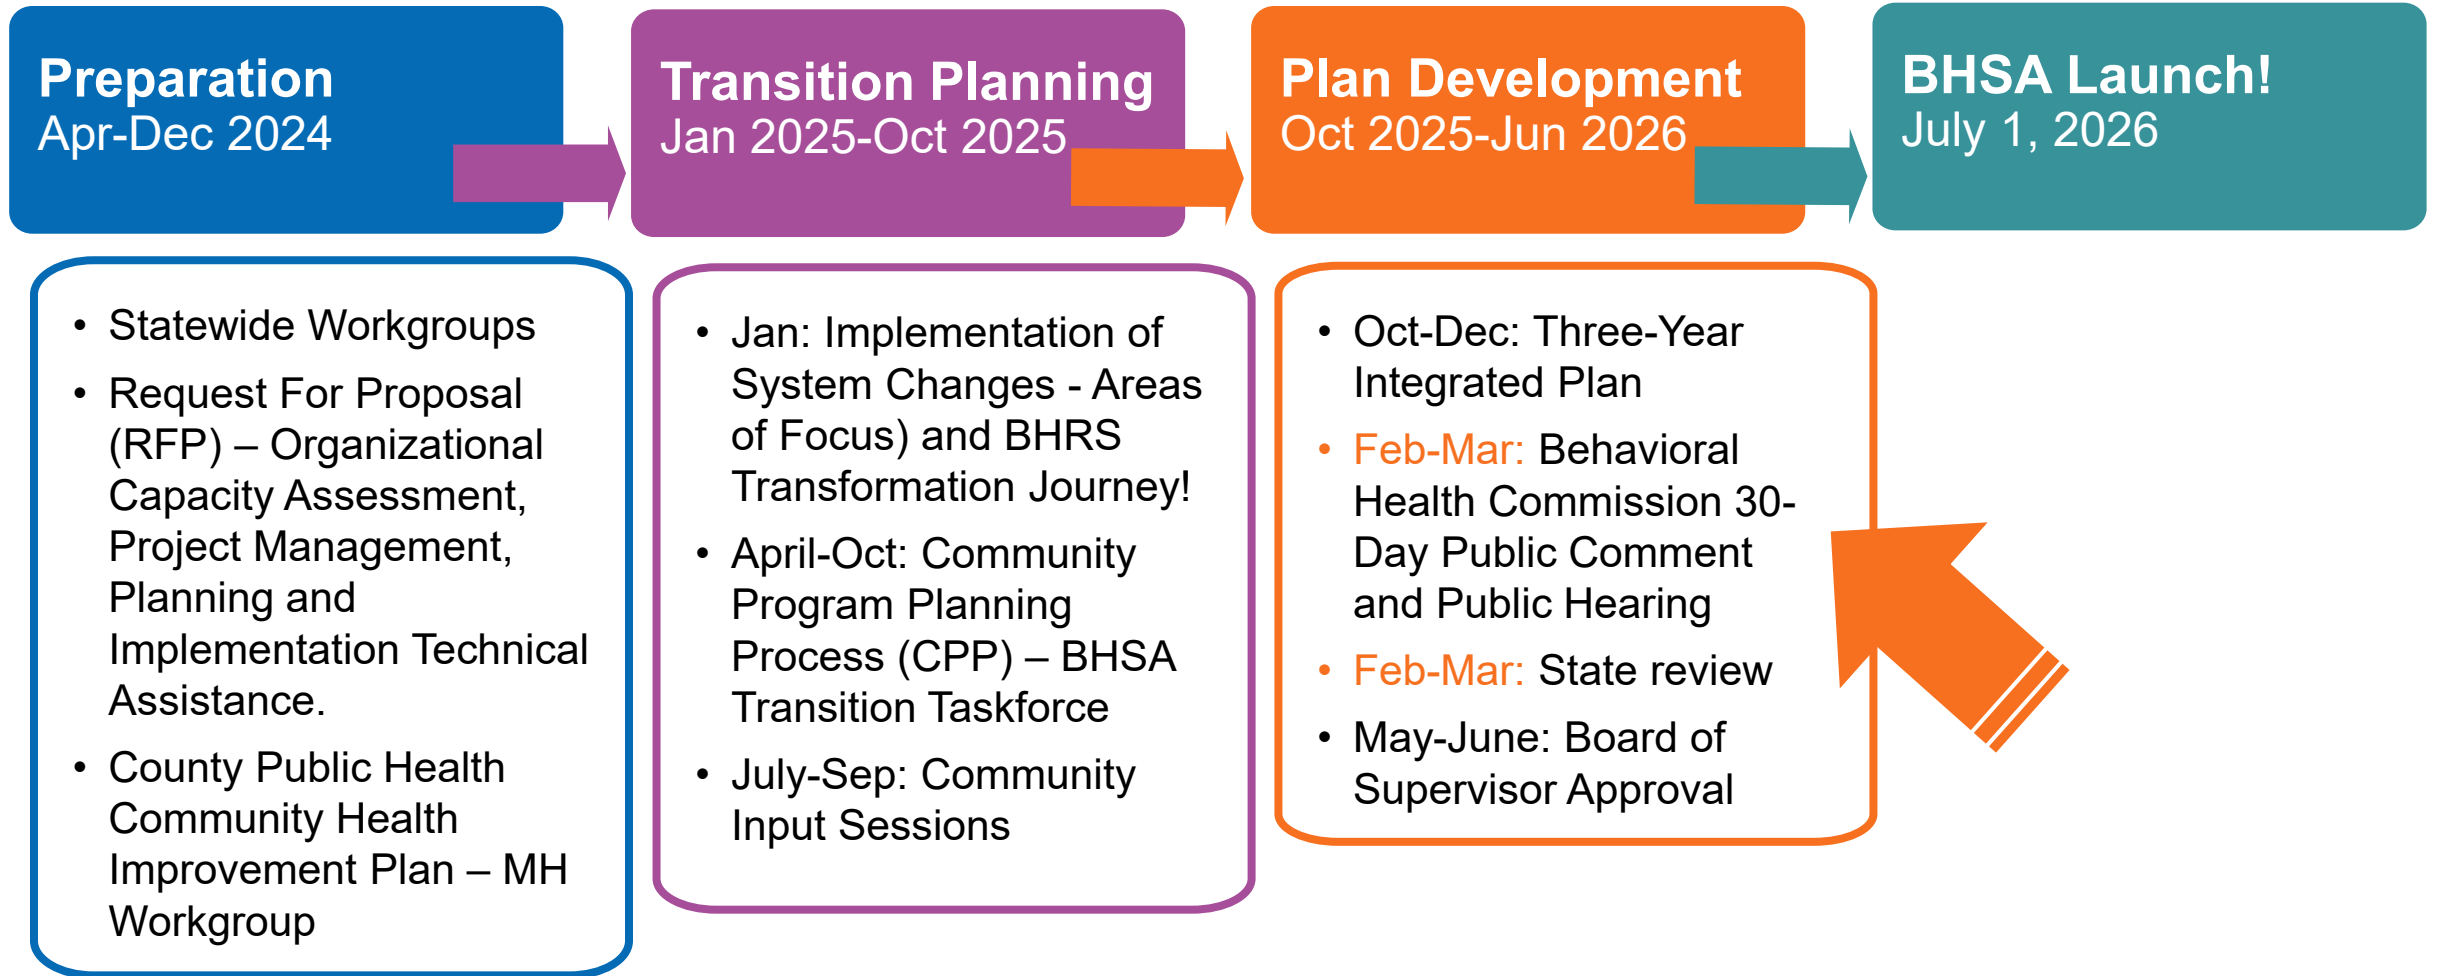 Preparation
Apr-Dec 2024
Transition Planning
Jan 2025-Oct 2025
Plan Development
Oct 2025-Jun 2026
BHSA Launch!
July 1, 2026
• Statewide Workgroups
• Request For Proposal
(RFP) – Organizational
Capacity Assessment,
Project Management,
Planning and
Implementation Technical
Assistance.
• County Public Health
Community Health
Improvement Plan – MH
Workgroup
• Jan: Implementation of
System Changes - Areas
of Focus) and BHRS
Transformation Journey!
• April-Oct: Community
Program Planning
Process (CPP) – BHSA
Transition Taskforce
• July-Sep: Community
Input Sessions
• Oct-Dec: Three-Year
Integrated Plan
• Feb-Mar: Behavioral
Health Commission 30-
Day Public Comment
and Public Hearing
• Feb-Mar: State review
• May-June: Board of
Supervisor Approval